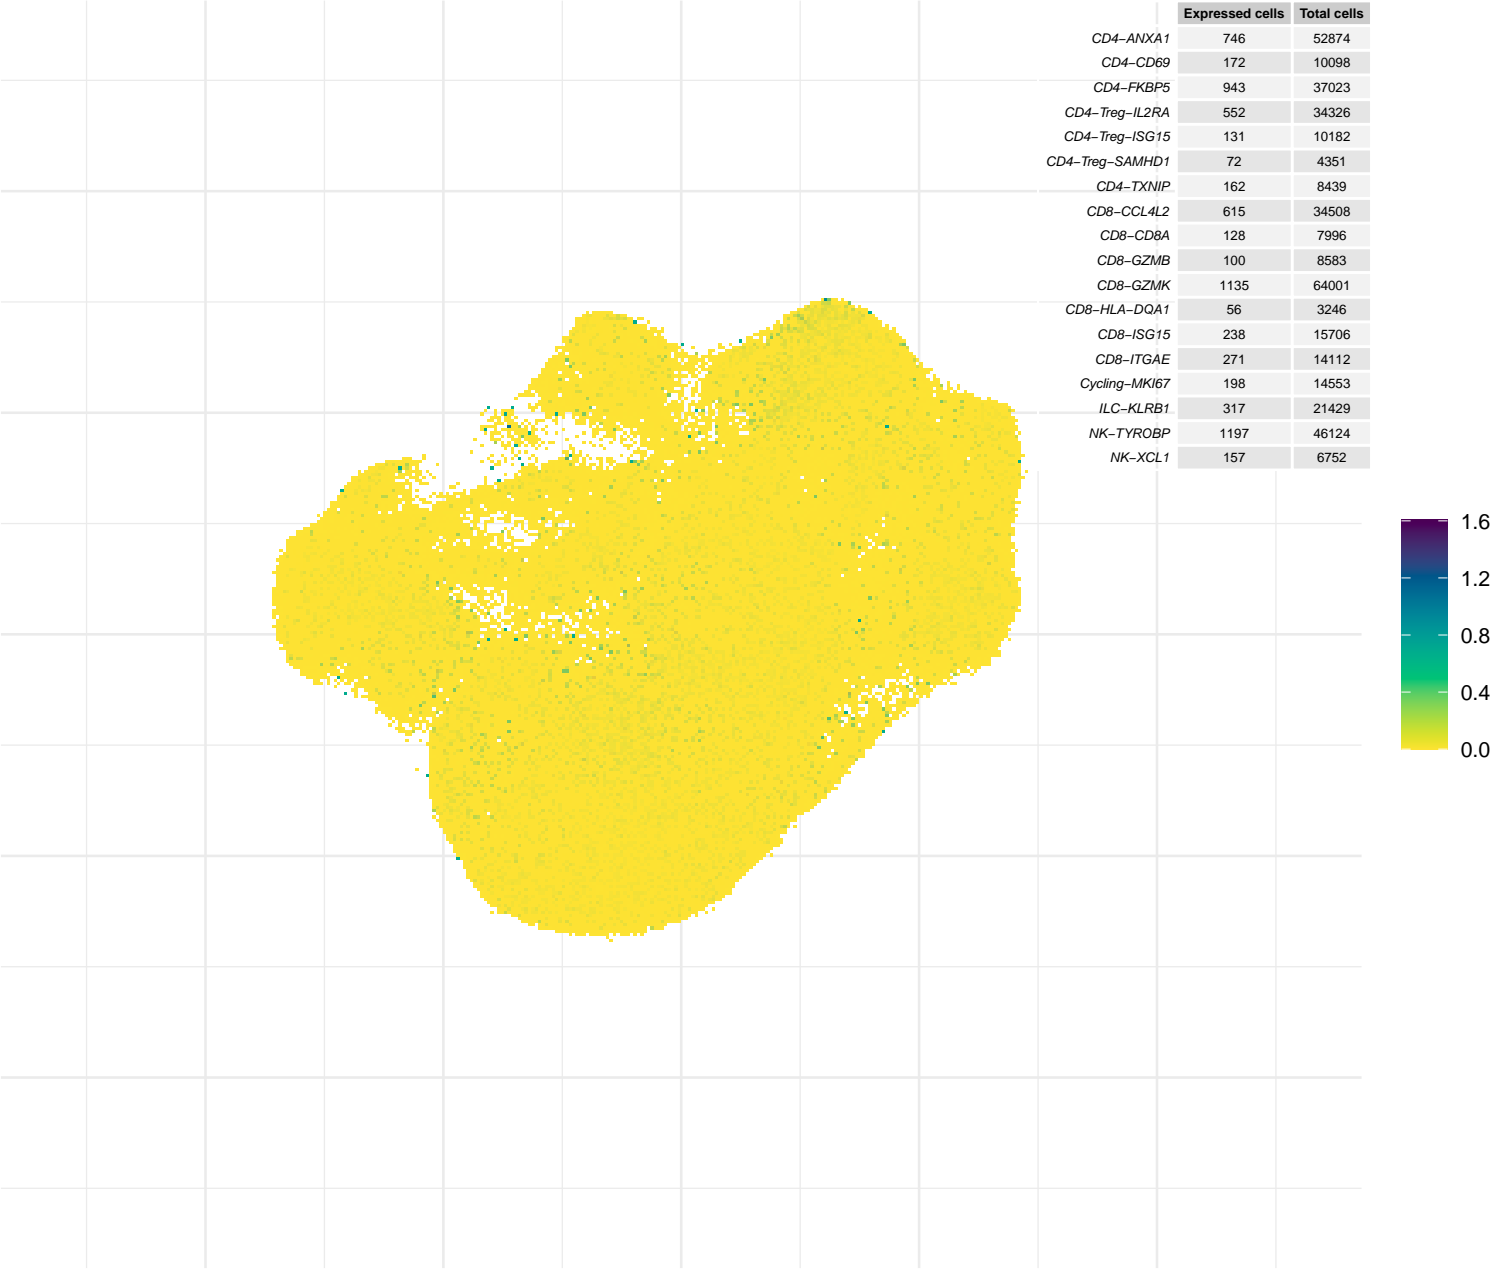 Expressed cells Total cells
CD4−ANXA1 746 52874
CD4−CD69 172 10098
CD4−FKBP5 943 37023
CD4−Treg−IL2RA 552 34326
CD4−Treg−ISG15 131 10182
CD4−Treg−SAMHD1 72 4351
CD4−TXNIP 162 8439
CD8−CCL4L2 615 34508
CD8−CD8A 128 7996
CD8−GZMB 100 8583
CD8−GZMK 1135 64001
CD8−HLA−DQA1 56 3246
CD8−ISG15 238 15706
CD8−ITGAE 271 14112
Cycling−MKI67 198 14553
ILC−KLRB1 317 21429
NK−TYROBP 1197 46124
NK−XCL1 157 6752
1.6
1.2
0.8
0.4
0.0